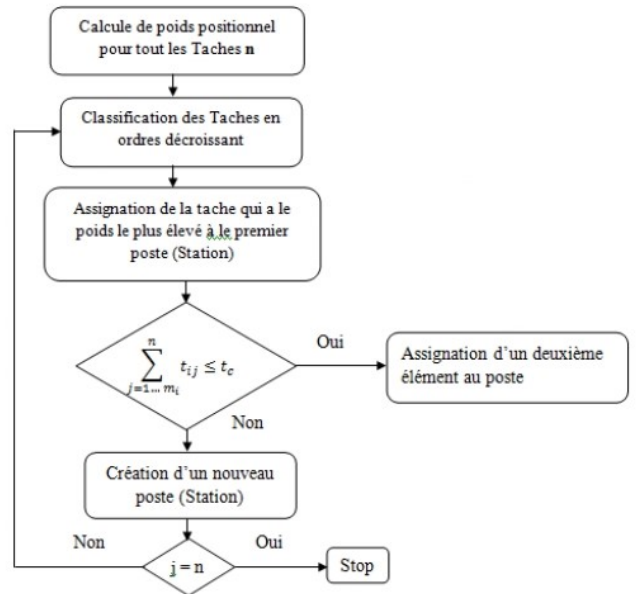 Calcule de poids positionnel
pour tout les Taches n
Classification des Taches en
ordres décroissant
Assignation de la tache qui a le
poids le plus élevé à le premier
poste (Station)
n
∑ t_{ij} ≤ t_c
j=1... m_i
Oui
Assignation d'un deuxième
élément au poste
Non
Création d'un nouveau
poste (Station)
Non
Oui
j = n
Stop